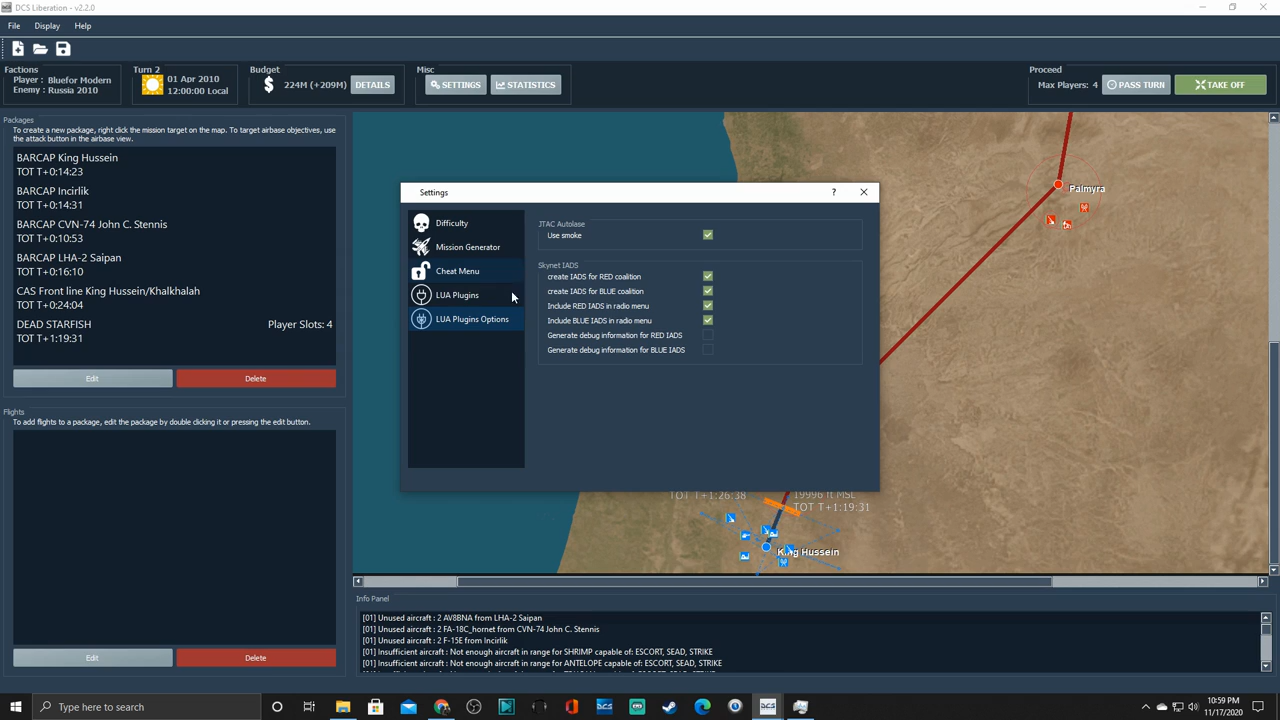 DCS Liberation - v2.2.0
File Display Help
Factions
Player : Bluefor Modern
Enemy : Russia 2010
Turn 2
01 Apr 2010
12:00:00 Local
Budget
$ 224M (+209M) DETAILS
Misc
SETTINGS STATISTICS
Proceed
Max Players: 4 PASS TURN TAKE OFF
Packages
To create a new package, right click the mission target on the map. To target airbase objectives, use
the attack button in the airbase view.
BARCAP King Hussein
TOT T+0:14:23
BARCAP Incirlik
TOT T+0:14:31
BARCAP CVN-74 John C. Stennis
TOT T+0:10:53
BARCAP LHA-2 Saipan
TOT T+0:16:10
CAS Front line King Hussein/Khalkhalah
TOT T+0:24:04
DEAD STARFISH Player Slots: 4
TOT T+1:19:31
Edit Delete
Flights
To add flights to a package, edit the package by double clicking it or pressing the edit button.
Edit Delete
Settings ?
Difficulty
Mission Generator
Cheat Menu
LUA Plugins
LUA Plugins Options
JTAC Autolase
Use smoke
Skynet IADS
create IADS for RED coalition
create IADS for BLUE coalition
Include RED IADS in radio menu
Include BLUE IADS in radio menu
Generate debug information for RED IADS
Generate debug information for BLUE IADS
Palmyra
TOT T+1:26:38
19996 ft MSL
TOT T+1:19:31
King Hussein
Info Panel
[01] Unused aircraft : 2 AV8BNA from LHA-2 Saipan
[01] Unused aircraft : 2 FA-18C_hornet from CVN-74 John C. Stennis
[01] Unused aircraft : 2 F-15E from Incirlik
[01] Insufficient aircraft : Not enough aircraft in range for SHRIMP capable of: ESCORT, SEAD, STRIKE
[01] Insufficient aircraft : Not enough aircraft in range for ANTELOPE capable of: ESCORT, SEAD, STRIKE
Type here to search
DCS
DCS
10:59 PM
11/17/2020